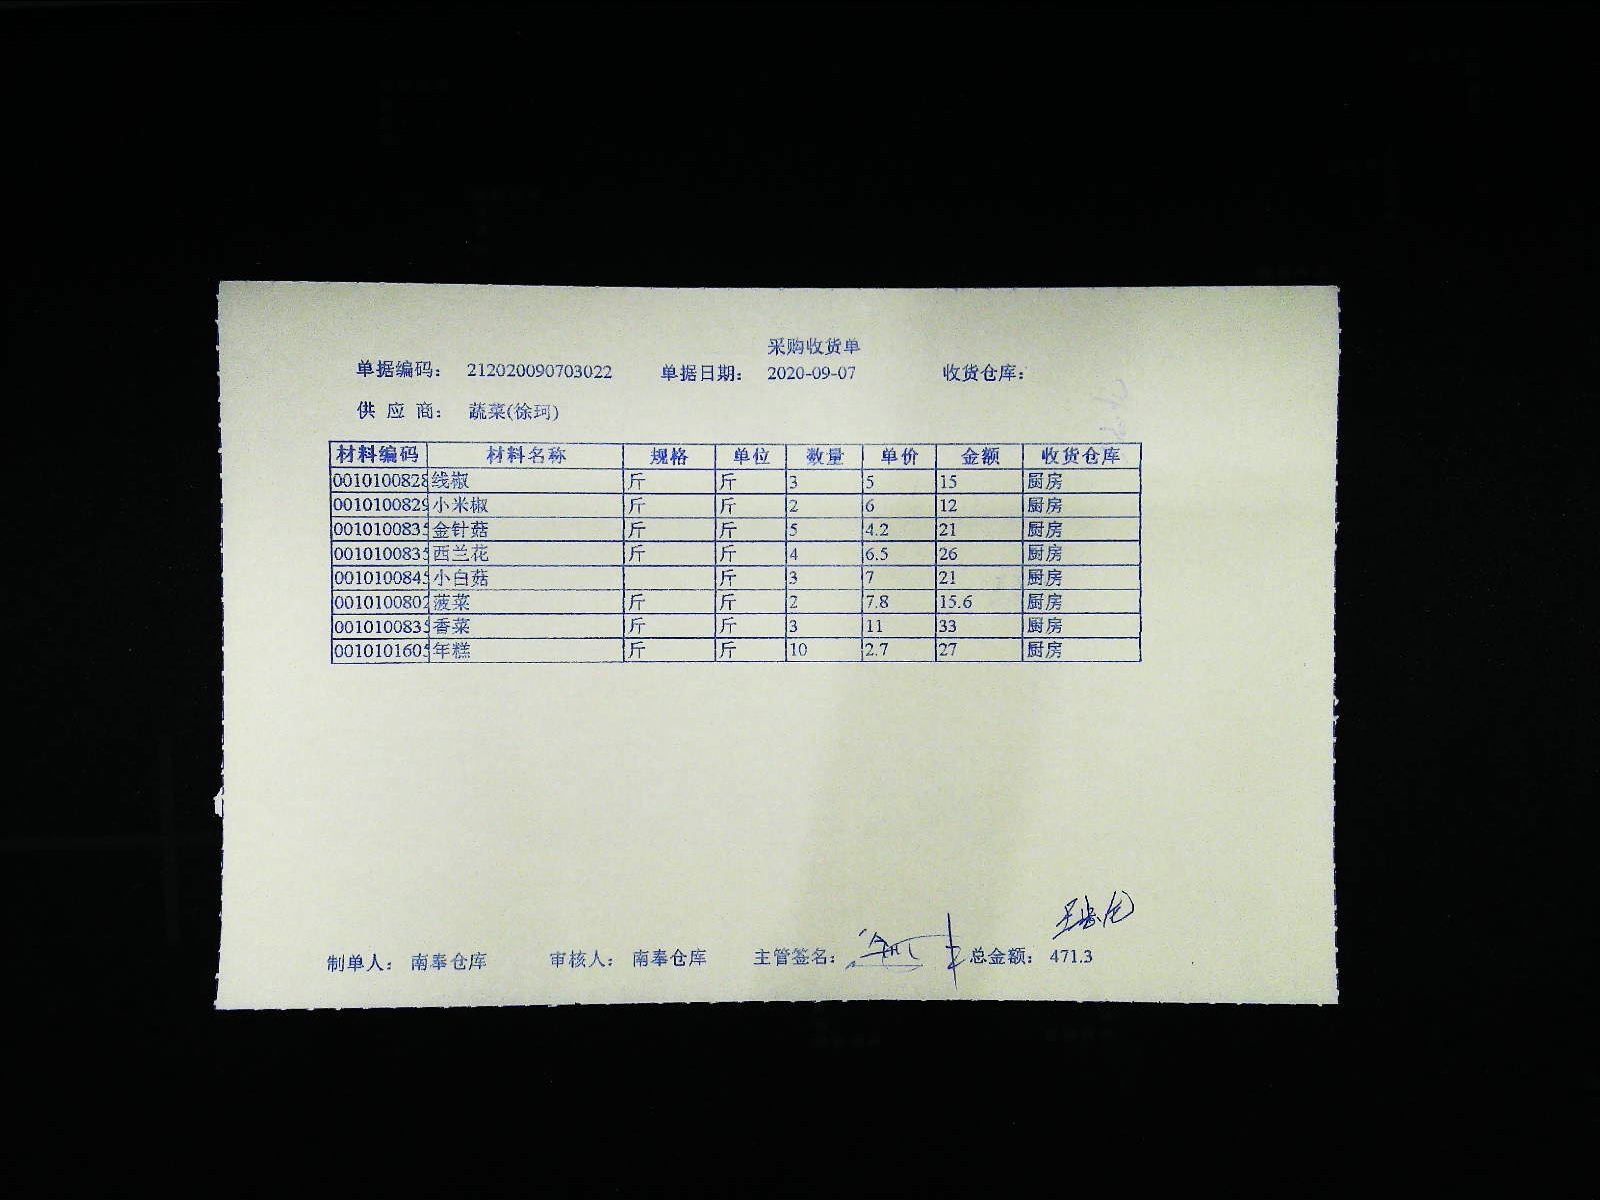 采购收货单
单据编码： 212020090703022 单据日期： 2020-09-07 收货仓库：
供 应 商： 蔬菜(徐珂)
材料编码 材料名称 规格 单位 数量 单价 金额 收货仓库
0010100828 线椒 斤 斤 3 5 15 厨房
0010100829 小米椒 斤 斤 2 6 12 厨房
001010083 金针菇 斤 斤 5 4.2 21 厨房
001010083 西兰花 斤 斤 4 6.5 26 厨房
001010084 小白菇 斤 3 7 21 厨房
001010080 菠菜 斤 斤 2 7.8 15.6 厨房
001010083 香菜 斤 斤 3 11 33 厨房
001010160 年糕 斤 斤 10 2.7 27 厨房
制单人： 南奉仓库 审核人： 南奉仓库 主管签名： 总金额： 471.3